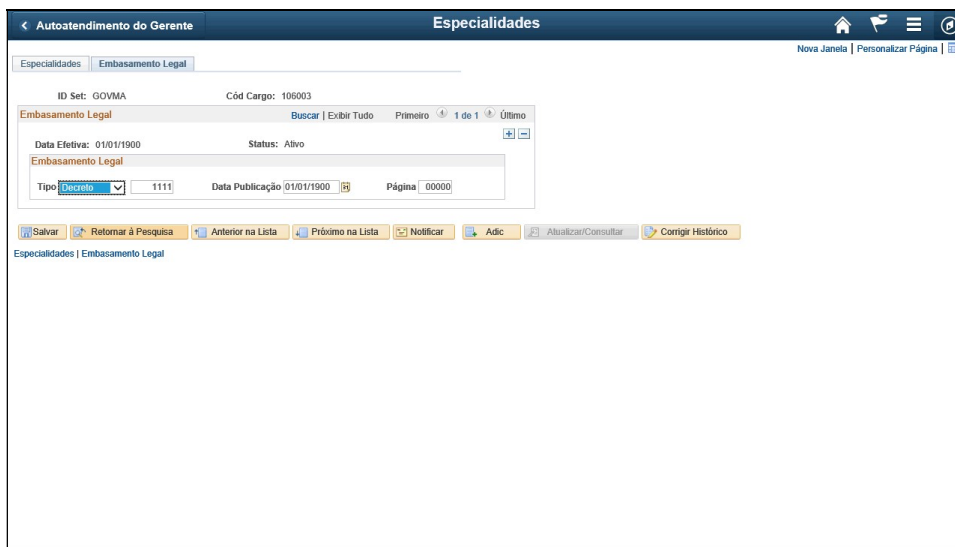 Autoatendimento do Gerente Especialidades
Nova Janela | Personalizar Página |
Especialidades Embasamento Legal
ID Set: GOVMA Cód Cargo: 106003
Embasamento Legal Buscar | Exibir Tudo Primeiro 1 de 1 Último
Data Efetiva: 01/01/1900 Status: Ativo
Embasamento Legal
Tipo Decreto 1111 Data Publicação 01/01/1900 Página 00000
Salvar Retornar à Pesquisa Anterior na Lista Próximo na Lista Notificar Adic Atualizar/Consultar Corrigir Histórico
Especialidades | Embasamento Legal